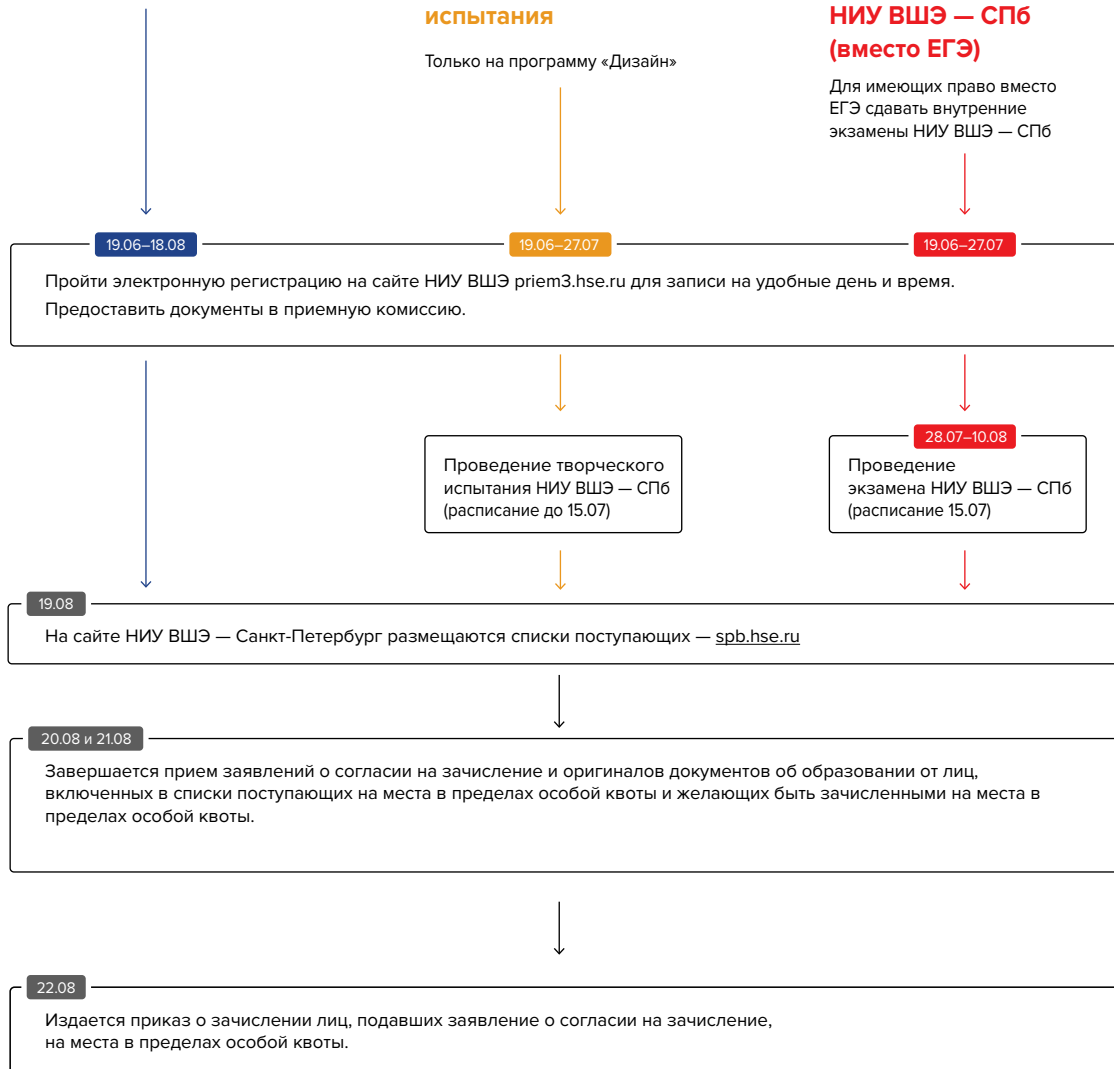 испытания
Только на программу «Дизайн»
НИУ ВШЭ — СПб
(вместо ЕГЭ)
Для имеющих право вместо
ЕГЭ сдавать внутренние
экзамены НИУ ВШЭ — СПб
19.06–18.08
19.06–27.07
19.06–27.07
Пройти электронную регистрацию на сайте НИУ ВШЭ priem3.hse.ru для записи на удобные день и время.
Предоставить документы в приемную комиссию.
Проведение творческого
испытания НИУ ВШЭ — СПб
(расписание до 15.07)
28.07–10.08
Проведение
экзамена НИУ ВШЭ — СПб
(расписание 15.07)
19.08
На сайте НИУ ВШЭ — Санкт-Петербург размещаются списки поступающих — spb.hse.ru
20.08 и 21.08
Завершается прием заявлений о согласии на зачисление и оригиналов документов об образовании от лиц,
включенных в списки поступающих на места в пределах особой квоты и желающих быть зачисленными на места в
пределах особой квоты.
22.08
Издается приказ о зачислении лиц, подавших заявление о согласии на зачисление,
на места в пределах особой квоты.